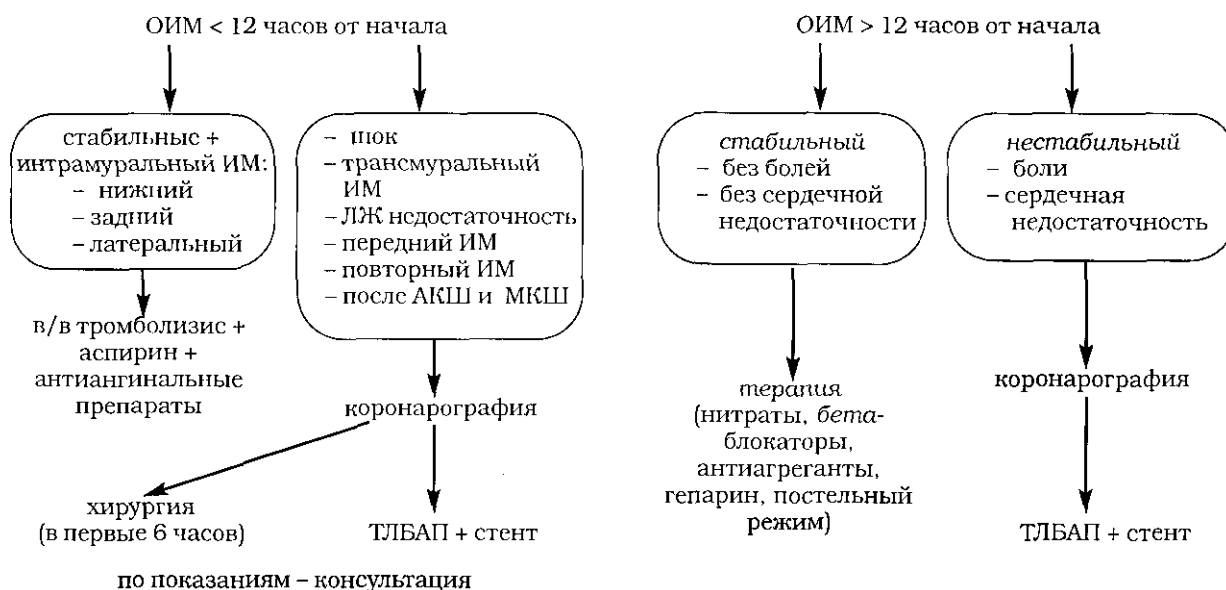 ОИМ < 12 часов от начала
стабильные +
интрамуральный ИМ:
– нижний
– задний
– латеральный
в/в тромболизис +
аспирин +
антиангинальные
препараты
– шок
– трансмуральный
ИМ
– ЛЖ недостаточность
– передний ИМ
– повторный ИМ
– после АКШ и МКШ
коронарография
хирургия
(в первые 6 часов)
ТЛБАП + стент
по показаниям – консультация
ОИМ > 12 часов от начала
стабильный
– без болей
– без сердечной
недостаточности
терапия
(нитраты, бета-
блокаторы,
антиагреганты,
гепарин, постельный
режим)
нестабильный
– боли
– сердечная
недостаточность
коронарография
ТЛБАП + стент